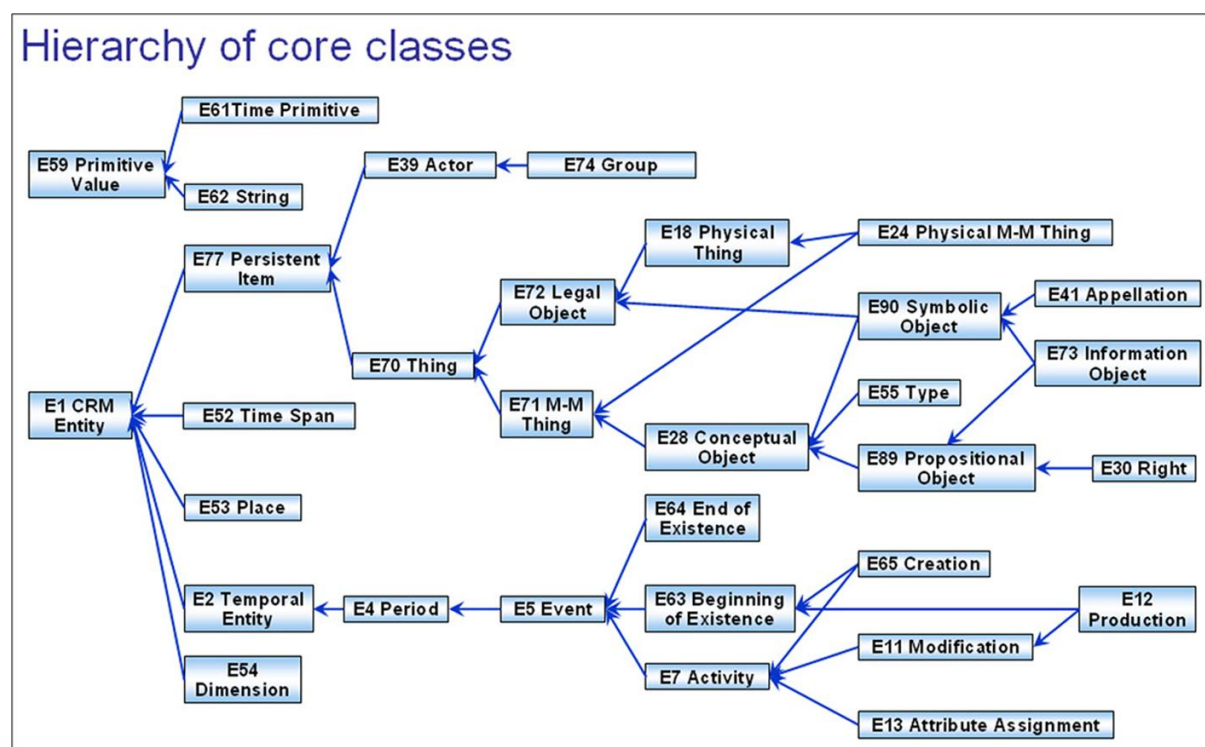 Hierarchy of core classes
E61Time Primitive
E59 Primitive
Value
E62 String
E39 Actor
E74 Group
E77 Persistent
Item
E18 Physical
Thing
E24 Physical M-M Thing
E72 Legal
Object
E90 Symbolic
Object
E41 Appellation
E70 Thing
E73 Information
Object
E1 CRM
Entity
E52 Time Span
E71 M-M
Thing
E55 Type
E28 Conceptual
Object
E89 Propositional
Object
E30 Right
E53 Place
E64 End of
Existence
E65 Creation
E2 Temporal
Entity
E4 Period
E5 Event
E63 Beginning
of Existence
E12
Production
E11 Modification
E54
Dimension
E7 Activity
E13 Attribute Assignment